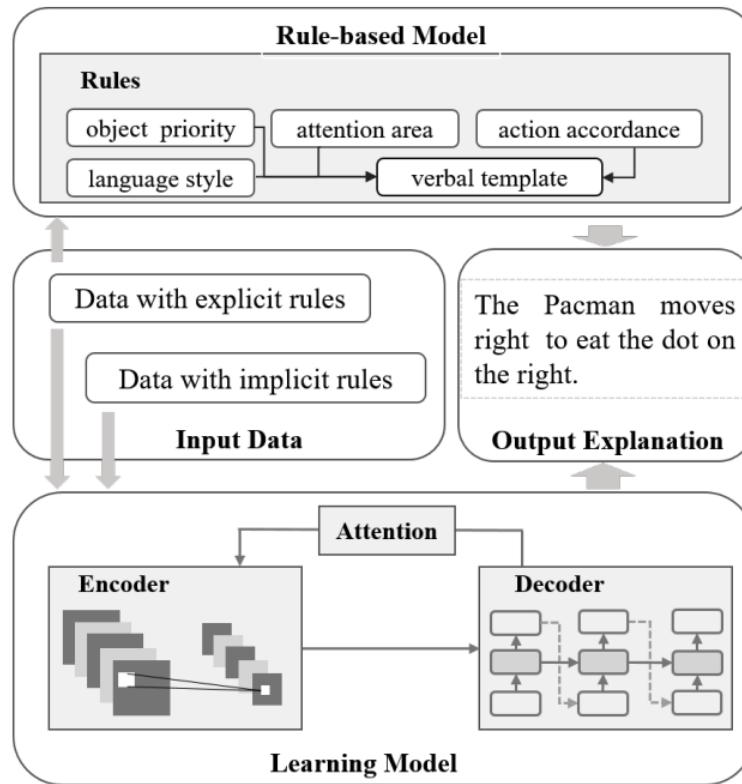 Rule-based Model
Rules
object priority
attention area
action accordance
language style
verbal template
Data with explicit rules
Data with implicit rules
Input Data
The Pacman moves
right to eat the dot on
the right.
Output Explanation
Attention
Encoder
Decoder
Learning Model